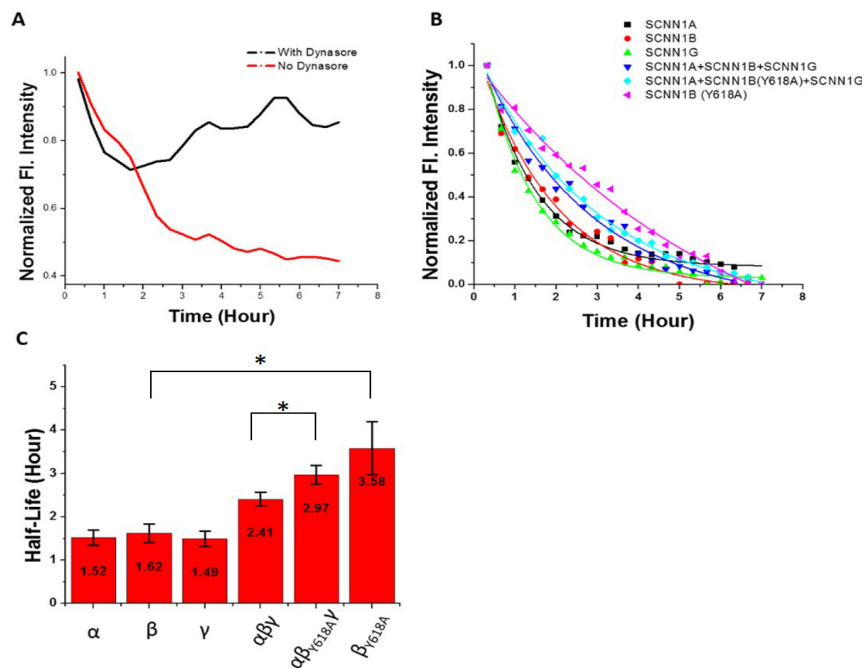 A
With Dynasore
No Dynasore
Normalized Fl. Intensity
1.0
0.8
0.6
0.4
0 1 2 3 4 5 6 7 8
Time (Hour)
B
SCNN1A
SCNN1B
SCNN1G
SCNN1A+SCNN1B+SCNN1G
SCNN1A+SCNN1B(Y618A)+SCNN1G
SCNN1B (Y618A)
Normalized Fl. Intensity
1.0
0.8
0.6
0.4
0.2
0.0
0 1 2 3 4 5 6 7 8
Time (Hour)
C
Half-Life (Hour)
5
4
3
2
1
0
*
*
1.52
1.62
1.49
2.41
2.97
3.58
α β γ αβγ αβY618Aγ βY618A